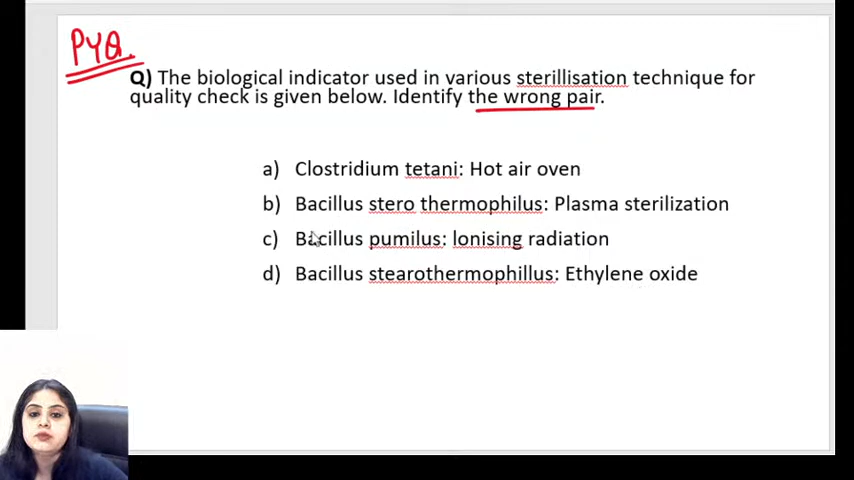 PYQ.
Q) The biological indicator used in various sterillisation technique for
quality check is given below. Identify the wrong pair.
a) Clostridium tetani: Hot air oven
b) Bacillus stero thermophilus: Plasma sterilization
c) Bacillus pumilus: lonising radiation
d) Bacillus stearothermophillus: Ethylene oxide